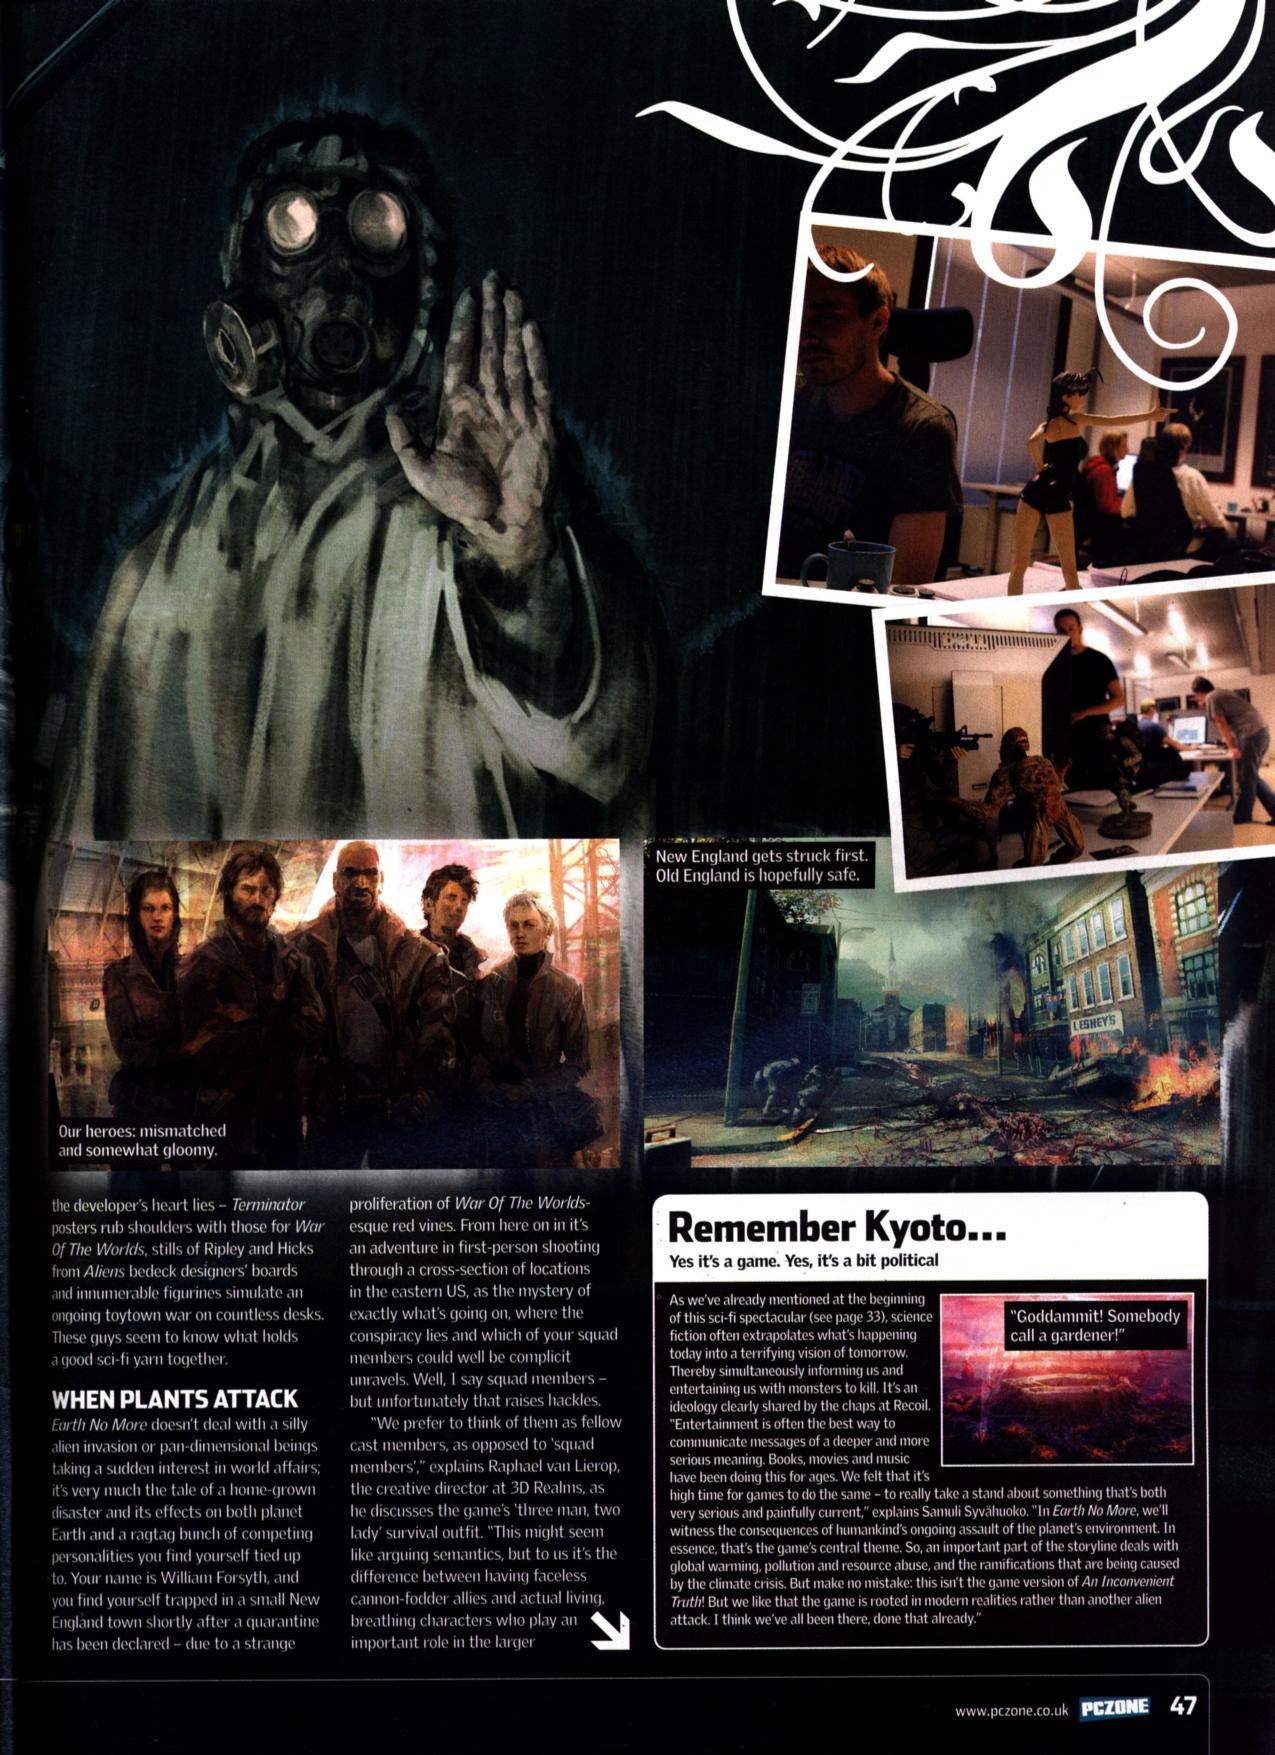 New England gets struck first.
Old England is hopefully safe.
LESHEY'S
Our heroes: mismatched
and somewhat gloomy.
the developer's heart lies – Terminator
posters rub shoulders with those for War
Of The Worlds, stills of Ripley and Hicks
from Aliens bedeck designers' boards
and innumerable figurines simulate an
ongoing toytown war on countless desks.
These guys seem to know what holds
a good sci-fi yarn together.
WHEN PLANTS ATTACK
Earth No More doesn't deal with a silly
alien invasion or pan-dimensional beings
taking a sudden interest in world affairs;
it's very much the tale of a home-grown
disaster and its effects on both planet
Earth and a ragtag bunch of competing
personalities you find yourself tied up
to. Your name is William Forsyth, and
you find yourself trapped in a small New
England town shortly after a quarantine
has been declared – due to a strange
proliferation of War Of The Worlds-
esque red vines. From here on in it's
an adventure in first-person shooting
through a cross-section of locations
in the eastern US, as the mystery of
exactly what's going on, where the
conspiracy lies and which of your squad
members could well be complicit
unravels. Well, I say squad members –
but unfortunately that raises hackles.
"We prefer to think of them as fellow
cast members, as opposed to 'squad
members'," explains Raphael van Lierop,
the creative director at 3D Realms, as
he discusses the game's 'three man, two
lady' survival outfit. "This might seem
like arguing semantics, but to us it's the
difference between having faceless
cannon-fodder allies and actual living,
breathing characters who play an
important role in the larger
Remember Kyoto...
Yes it's a game. Yes, it's a bit political
As we've already mentioned at the beginning
of this sci-fi spectacular (see page 33), science
fiction often extrapolates what's happening
today into a terrifying vision of tomorrow.
Thereby simultaneously informing us and
entertaining us with monsters to kill. It's an
ideology clearly shared by the chaps at Recoil.
"Entertainment is often the best way to
communicate messages of a deeper and more
serious meaning. Books, movies and music
have been doing this for ages. We felt that it's
high time for games to do the same – to really take a stand about something that's both
very serious and painfully current," explains Samuli Syvähuoko. "In Earth No More, we'll
witness the consequences of humankind's ongoing assault of the planet's environment. In
essence, that's the game's central theme. So, an important part of the storyline deals with
global warming, pollution and resource abuse, and the ramifications that are being caused
by the climate crisis. But make no mistake: this isn't the game version of An Inconvenient
Truth! But we like that the game is rooted in modern realities rather than another alien
attack. I think we've all been there, done that already."
"Goddammit! Somebody
call a gardener!"
www.pczone.co.uk PCZONE 47